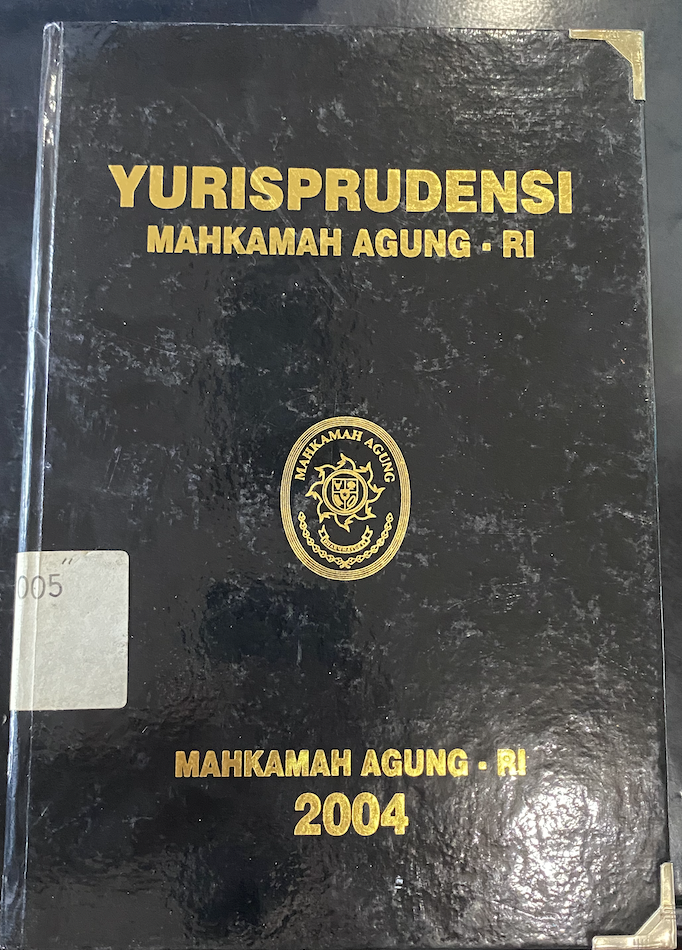 YURISPRUDENSI
MAHKAMAH AGUNG - RI
MAHKAMAH AGUNG
005"
MAHKAMAH AGUNG - RI
2004